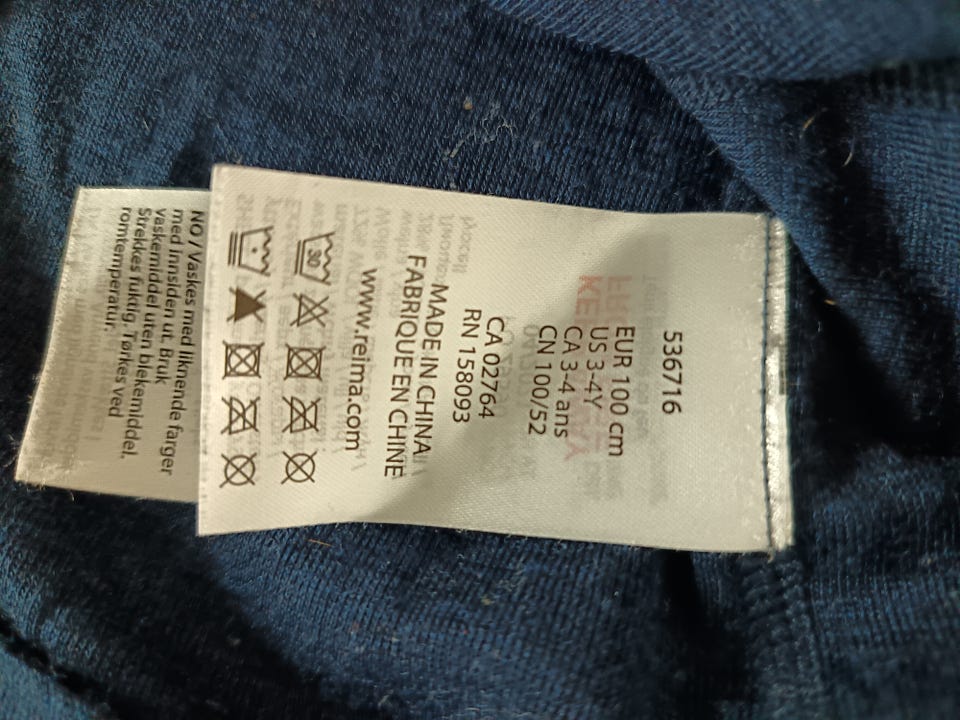 536716
EUR 100 cm
US 3-4Y
CA 3-4 ans
CN 100/52
CA 02764
RN 158093
MADE IN CHINA
FABRIQUE EN CHINE
www.reima.com
30
NO / Vaskes med liknende farger
med innsiden ut. Bruk
vaskemiddel uten blekemiddel.
Strekkes fuktig. Tørkes ved
romtemperatur.